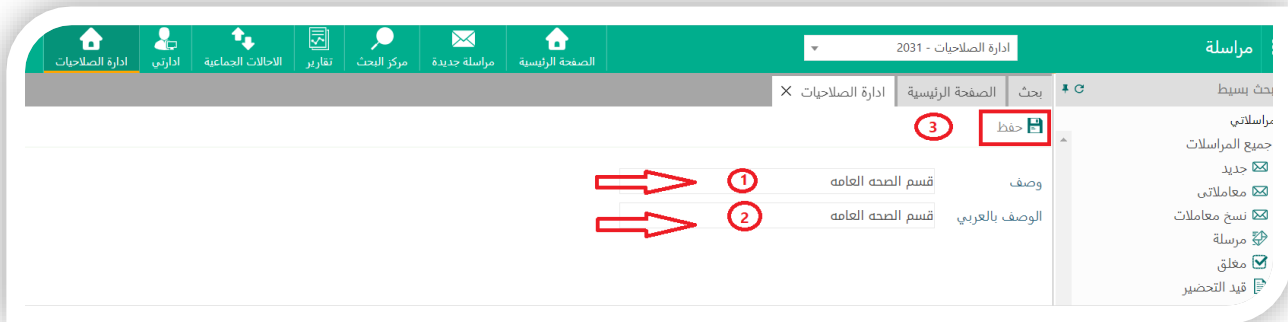 مراسلة
ادارة الصلاحيات - 2031
الصفحة الرئيسية
مراسلة جديدة
مركز البحث
تقارير
الاحالات الجماعية
ادارتي
ادارة الصلاحيات
بحث بسيط
بحث
الصفحة الرئيسية
ادارة الصلاحيات ×
حفظ
3
مراسلاتي
جميع المراسلات
جديد
معاملاتى
نسخ معاملات
مرسلة
مغلق
قيد التحضير
وصف
قسم الصحه العامه
1
الوصف بالعربي
قسم الصحه العامه
2